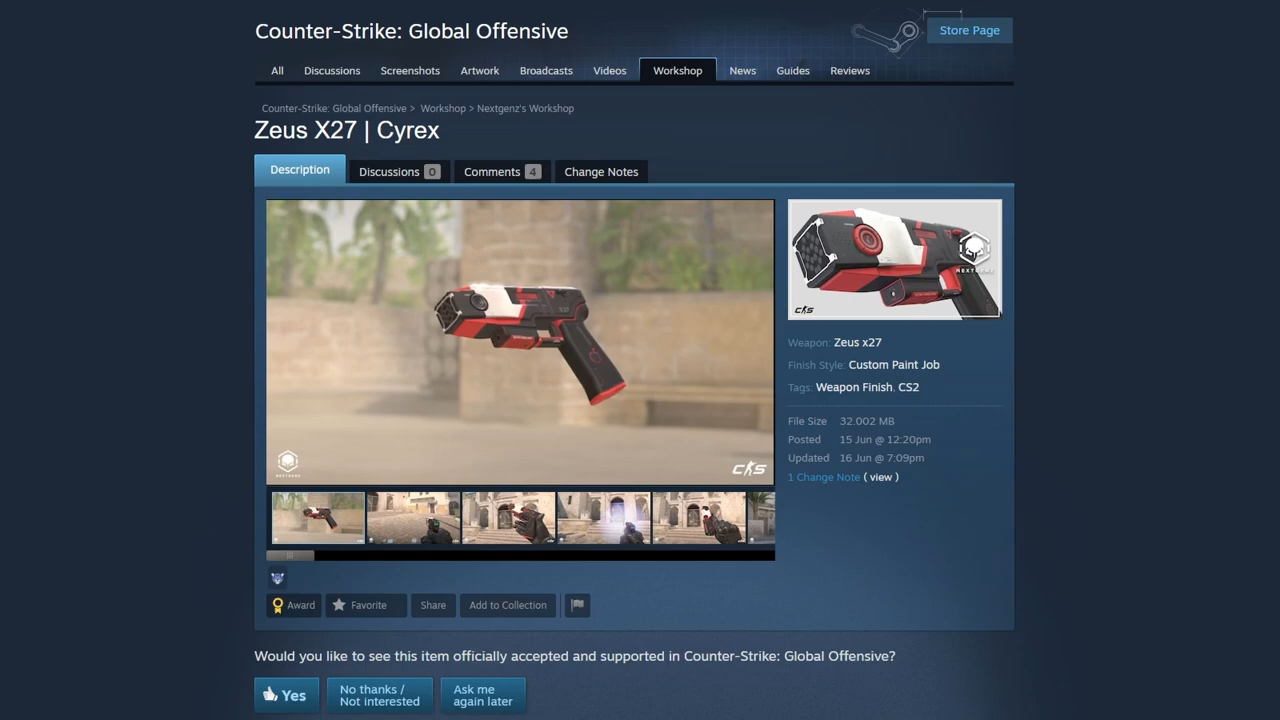 Counter-Strike: Global Offensive
Store Page
All Discussions Screenshots Artwork Broadcasts Videos Workshop News Guides Reviews
Counter-Strike: Global Offensive > Workshop > Nextgenz's Workshop
Zeus X27 | Cyrex
Description Discussions 0 Comments 4 Change Notes
NEXTGENZ
CS
NEXTGENZ
CS
Weapon: Zeus x27
Finish Style: Custom Paint Job
Tags: Weapon Finish, CS2
File Size 32.002 MB
Posted 15 Jun @ 12:20pm
Updated 16 Jun @ 7:09pm
1 Change Note ( view )
Award Favorite Share Add to Collection
Would you like to see this item officially accepted and supported in Counter-Strike: Global Offensive?
Yes
No thanks /
Not interested
Ask me
again later